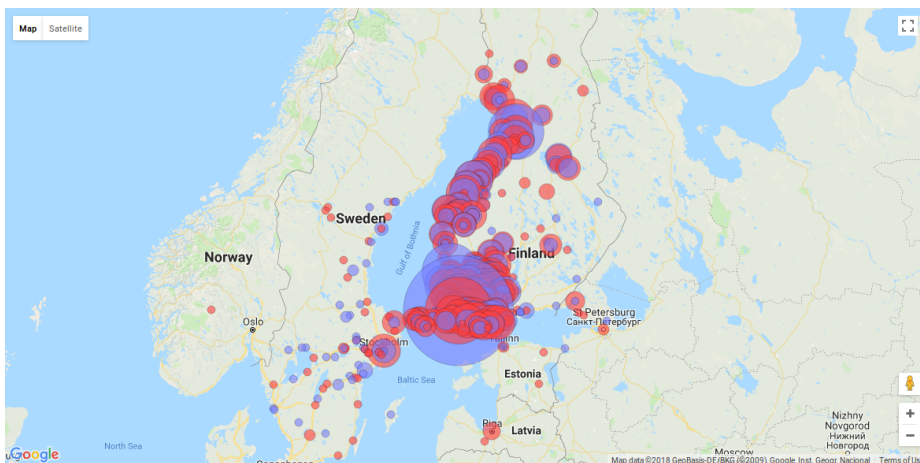 Map Satellite
Sweden
Gulf of Bothnia
Finland
Norway
Oslo
St Petersburg
Санкт-Петербург
Tallinn
Stockholm
Estonia
Baltic Sea
Riga
Latvia
Nizhny
Novgorod
Нижний
Новгород
North Sea
Moscow
Copenhagen
Google
Map data ©2018 GeoBasis-DE/BKG (©2009), Google, Inst. Geogr. Nacional Terms of Us